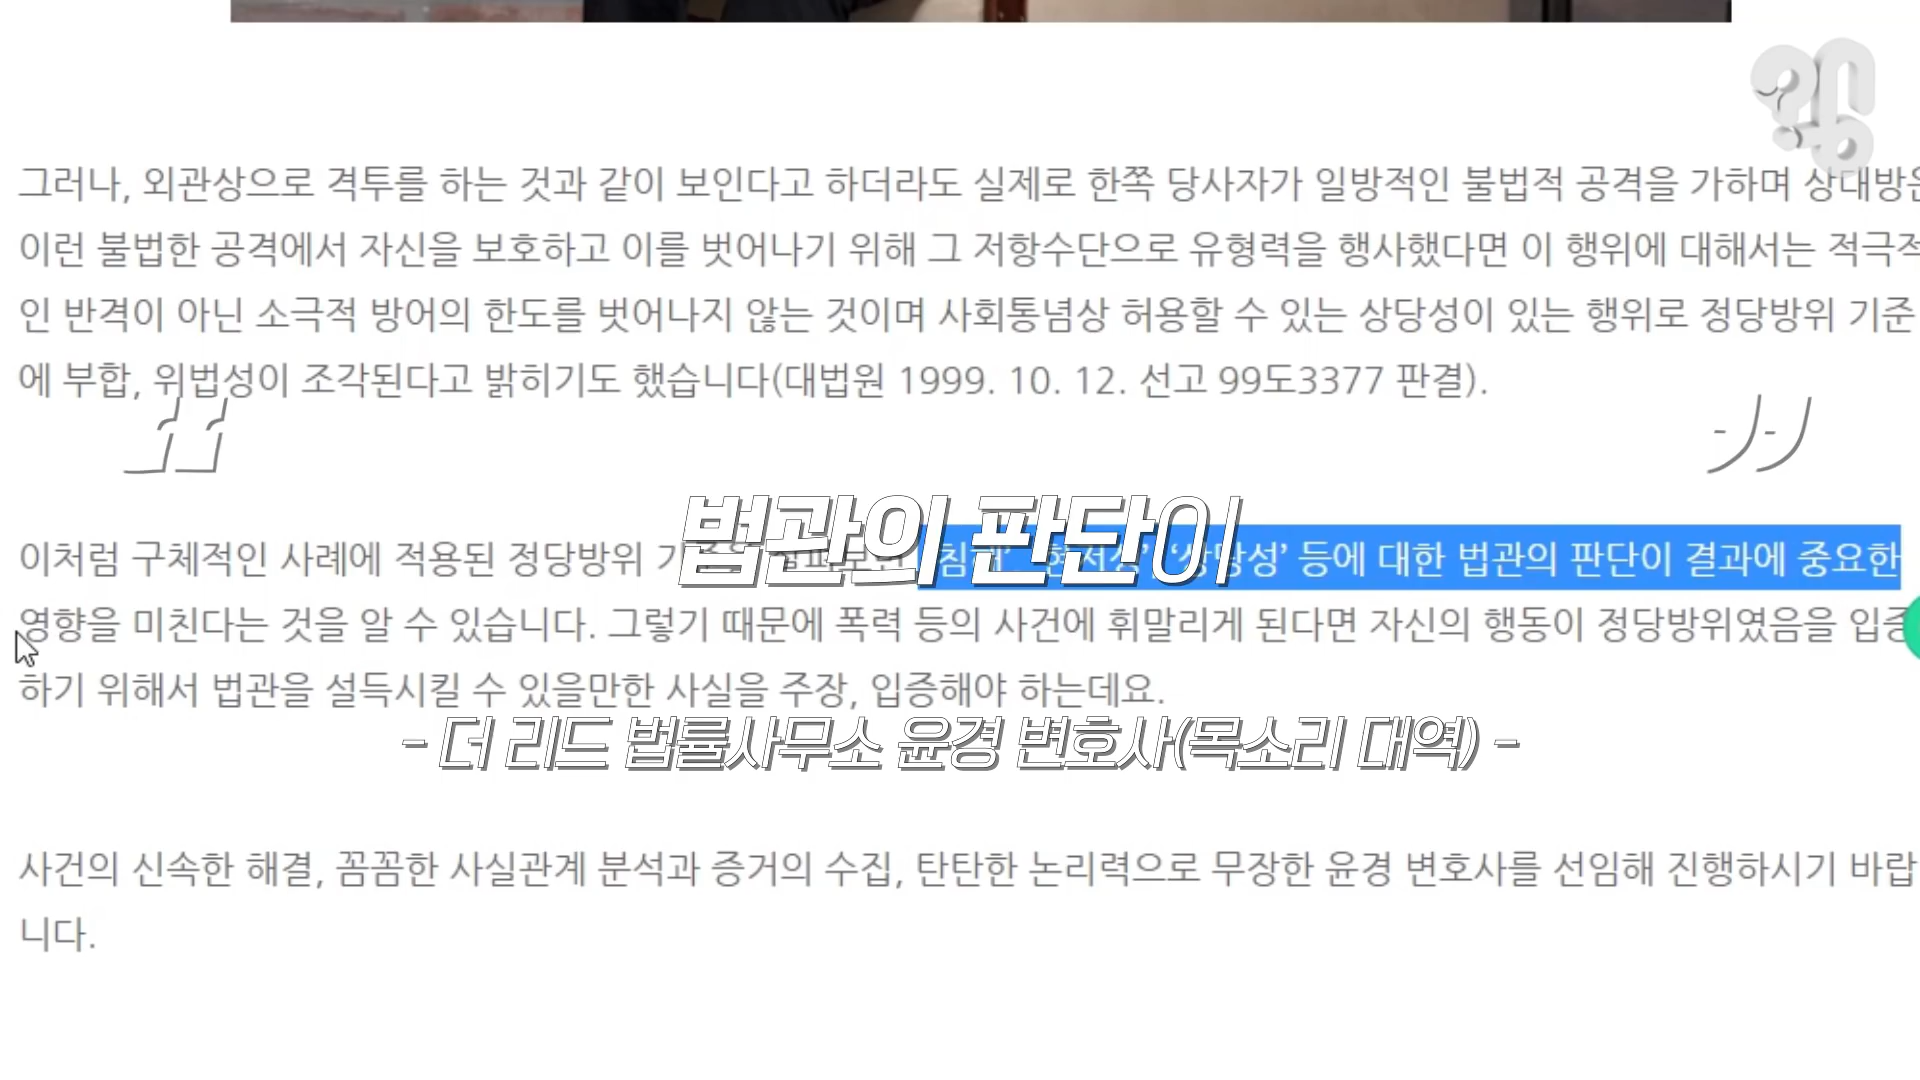 그러나, 외관상으로 격투를 하는 것과 같이 보인다고 하더라도 실제로 한쪽 당사자가 일방적인 불법적 공격을 가하며 상대방은
이런 불법한 공격에서 자신을 보호하고 이를 벗어나기 위해 그 저항수단으로 유형력을 행사했다면 이 행위에 대해서는 적극적
인 반격이 아닌 소극적 방어의 한도를 벗어나지 않는 것이며 사회통념상 허용할 수 있는 상당성이 있는 행위로 정당방위 기준
에 부합, 위법성이 조각된다고 밝히기도 했습니다(대법원 1999. 10. 12. 선고 99도3377 판결).
법관의 판단이
이처럼 구체적인 사례에 적용된 정당방위 ‘상당성’ 등에 대한 법관의 판단이 결과에 중요한
영향을 미친다는 것을 알 수 있습니다. 그렇기 때문에 폭력 등의 사건에 휘말리게 된다면 자신의 행동이 정당방위였음을 입증
하기 위해서 법관을 설득시킬 수 있을만한 사실을 주장, 입증해야 하는데요.
- 더 리드 법률사무소 윤경 변호사(목소리 대역) -
사건의 신속한 해결, 꼼꼼한 사실관계 분석과 증거의 수집, 탄탄한 논리력으로 무장한 윤경 변호사를 선임해 진행하시기 바랍
니다.